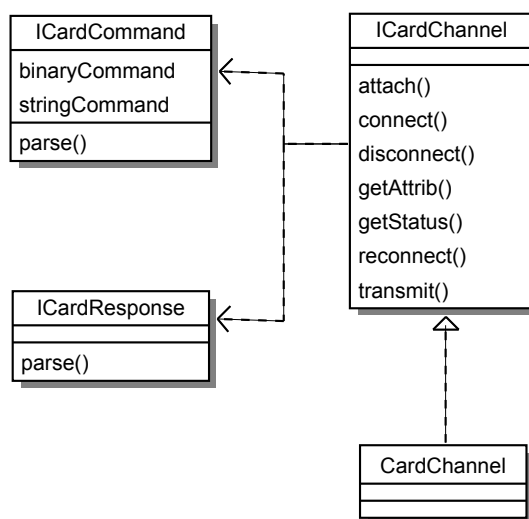 ICardCommand
binaryCommand
stringCommand
parse()
ICardChannel
attach()
connect()
disconnect()
getAttrib()
getStatus()
reconnect()
transmit()
ICardResponse
parse()
CardChannel